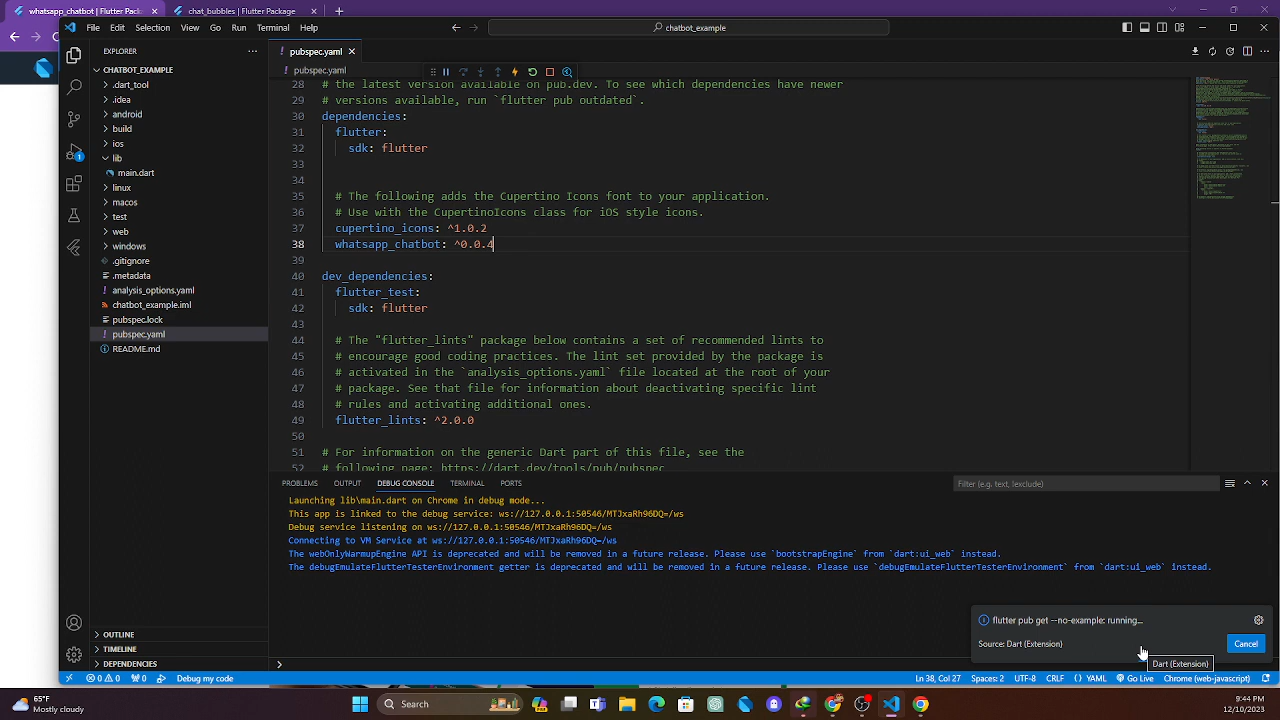 whatsapp_chatbot | Flutter Pac
chat_bubbles | Flutter Package
File Edit Selection View Go Run Terminal Help
chatbot_example
EXPLORER
CHATBOT_EXAMPLE
.dart_tool
.idea
android
build
ios
lib
main.dart
linux
macos
test
web
windows
.gitignore
.metadata
analysis_options.yaml
chatbot_example.iml
pubspec.lock
pubspec.yaml
README.md
OUTLINE
TIMELINE
DEPENDENCIES
pubspec.yaml
pubspec.yaml
28 # the latest version available on pub.dev. To see which dependencies have newer
29 # versions available, run `flutter pub outdated`.
30 dependencies:
31 flutter:
32 sdk: flutter
33
34
35 # The following adds the Cupertino Icons font to your application.
36 # Use with the CupertinoIcons class for iOS style icons.
37 cupertino_icons: ^1.0.2
38 whatsapp_chatbot: ^0.0.4
39
40 dev_dependencies:
41 flutter_test:
42 sdk: flutter
43
44 # The "flutter_lints" package below contains a set of recommended lints to
45 # encourage good coding practices. The lint set provided by the package is
46 # activated in the `analysis_options.yaml` file located at the root of your
47 # package. See that file for information about deactivating specific lint
48 # rules and activating additional ones.
49 flutter_lints: ^2.0.0
50
51 # For information on the generic Dart part of this file, see the
52 # following page: https://dart.dev/tools/pub/pubspec
PROBLEMS OUTPUT DEBUG CONSOLE TERMINAL PORTS
Filter (e.g. text, !exclude)
Launching lib\main.dart on Chrome in debug mode...
This app is linked to the debug service: ws://127.0.0.1:50546/MTJxaRh96DQ=/ws
Debug service listening on ws://127.0.0.1:50546/MTJxaRh96DQ=/ws
Connecting to VM Service at ws://127.0.0.1:50546/MTJxaRh96DQ=/ws
The webOnlyWarmupEngine API is deprecated and will be removed in a future release. Please use `bootstrapEngine` from `dart:ui_web` instead.
The debugEmulateFlutterTesterEnvironment getter is deprecated and will be removed in a future release. Please use `debugEmulateFlutterTesterEnvironment` from `dart:ui_web` instead.
flutter pub get --no-example: running...
Source: Dart (Extension)
Cancel
Dart (Extension)
0 0 0 Debug my code
Ln 38, Col 27 Spaces: 2 UTF-8 CRLF {} YAML Go Live Chrome (web-javascript)
65°F
Mostly cloudy
Search
9:44 PM
12/10/2023